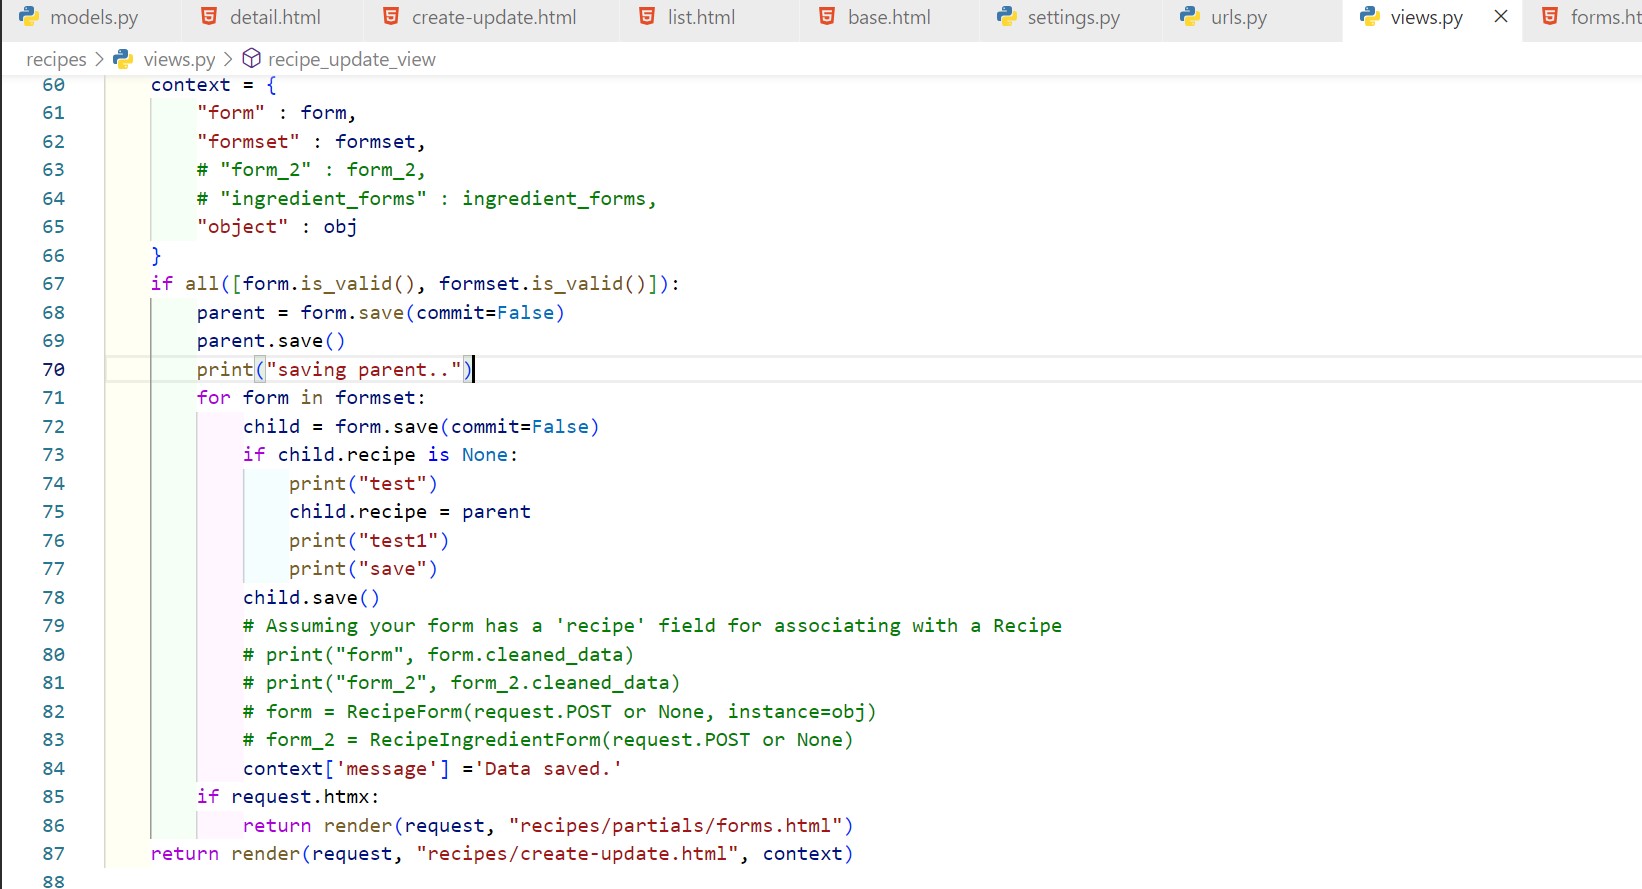 models.py detail.html create-update.html list.html base.html settings.py urls.py views.py × forms.ht
recipes > views.py > recipe_update_view
60 context = {
61 "form" : form,
62 "formset" : formset,
63 # "form_2" : form_2,
64 # "ingredient_forms" : ingredient_forms,
65 "object" : obj
66 }
67 if all([form.is_valid(), formset.is_valid()]):
68 parent = form.save(commit=False)
69 parent.save()
70 print("saving parent..")
71 for form in formset:
72 child = form.save(commit=False)
73 if child.recipe is None:
74 print("test")
75 child.recipe = parent
76 print("test1")
77 print("save")
78 child.save()
79 # Assuming your form has a 'recipe' field for associating with a Recipe
80 # print("form", form.cleaned_data)
81 # print("form_2", form_2.cleaned_data)
82 # form = RecipeForm(request.POST or None, instance=obj)
83 # form_2 = RecipeIngredientForm(request.POST or None)
84 context['message'] ='Data saved.'
85 if request.htmx:
86 return render(request, "recipes/partials/forms.html")
87 return render(request, "recipes/create-update.html", context)
88